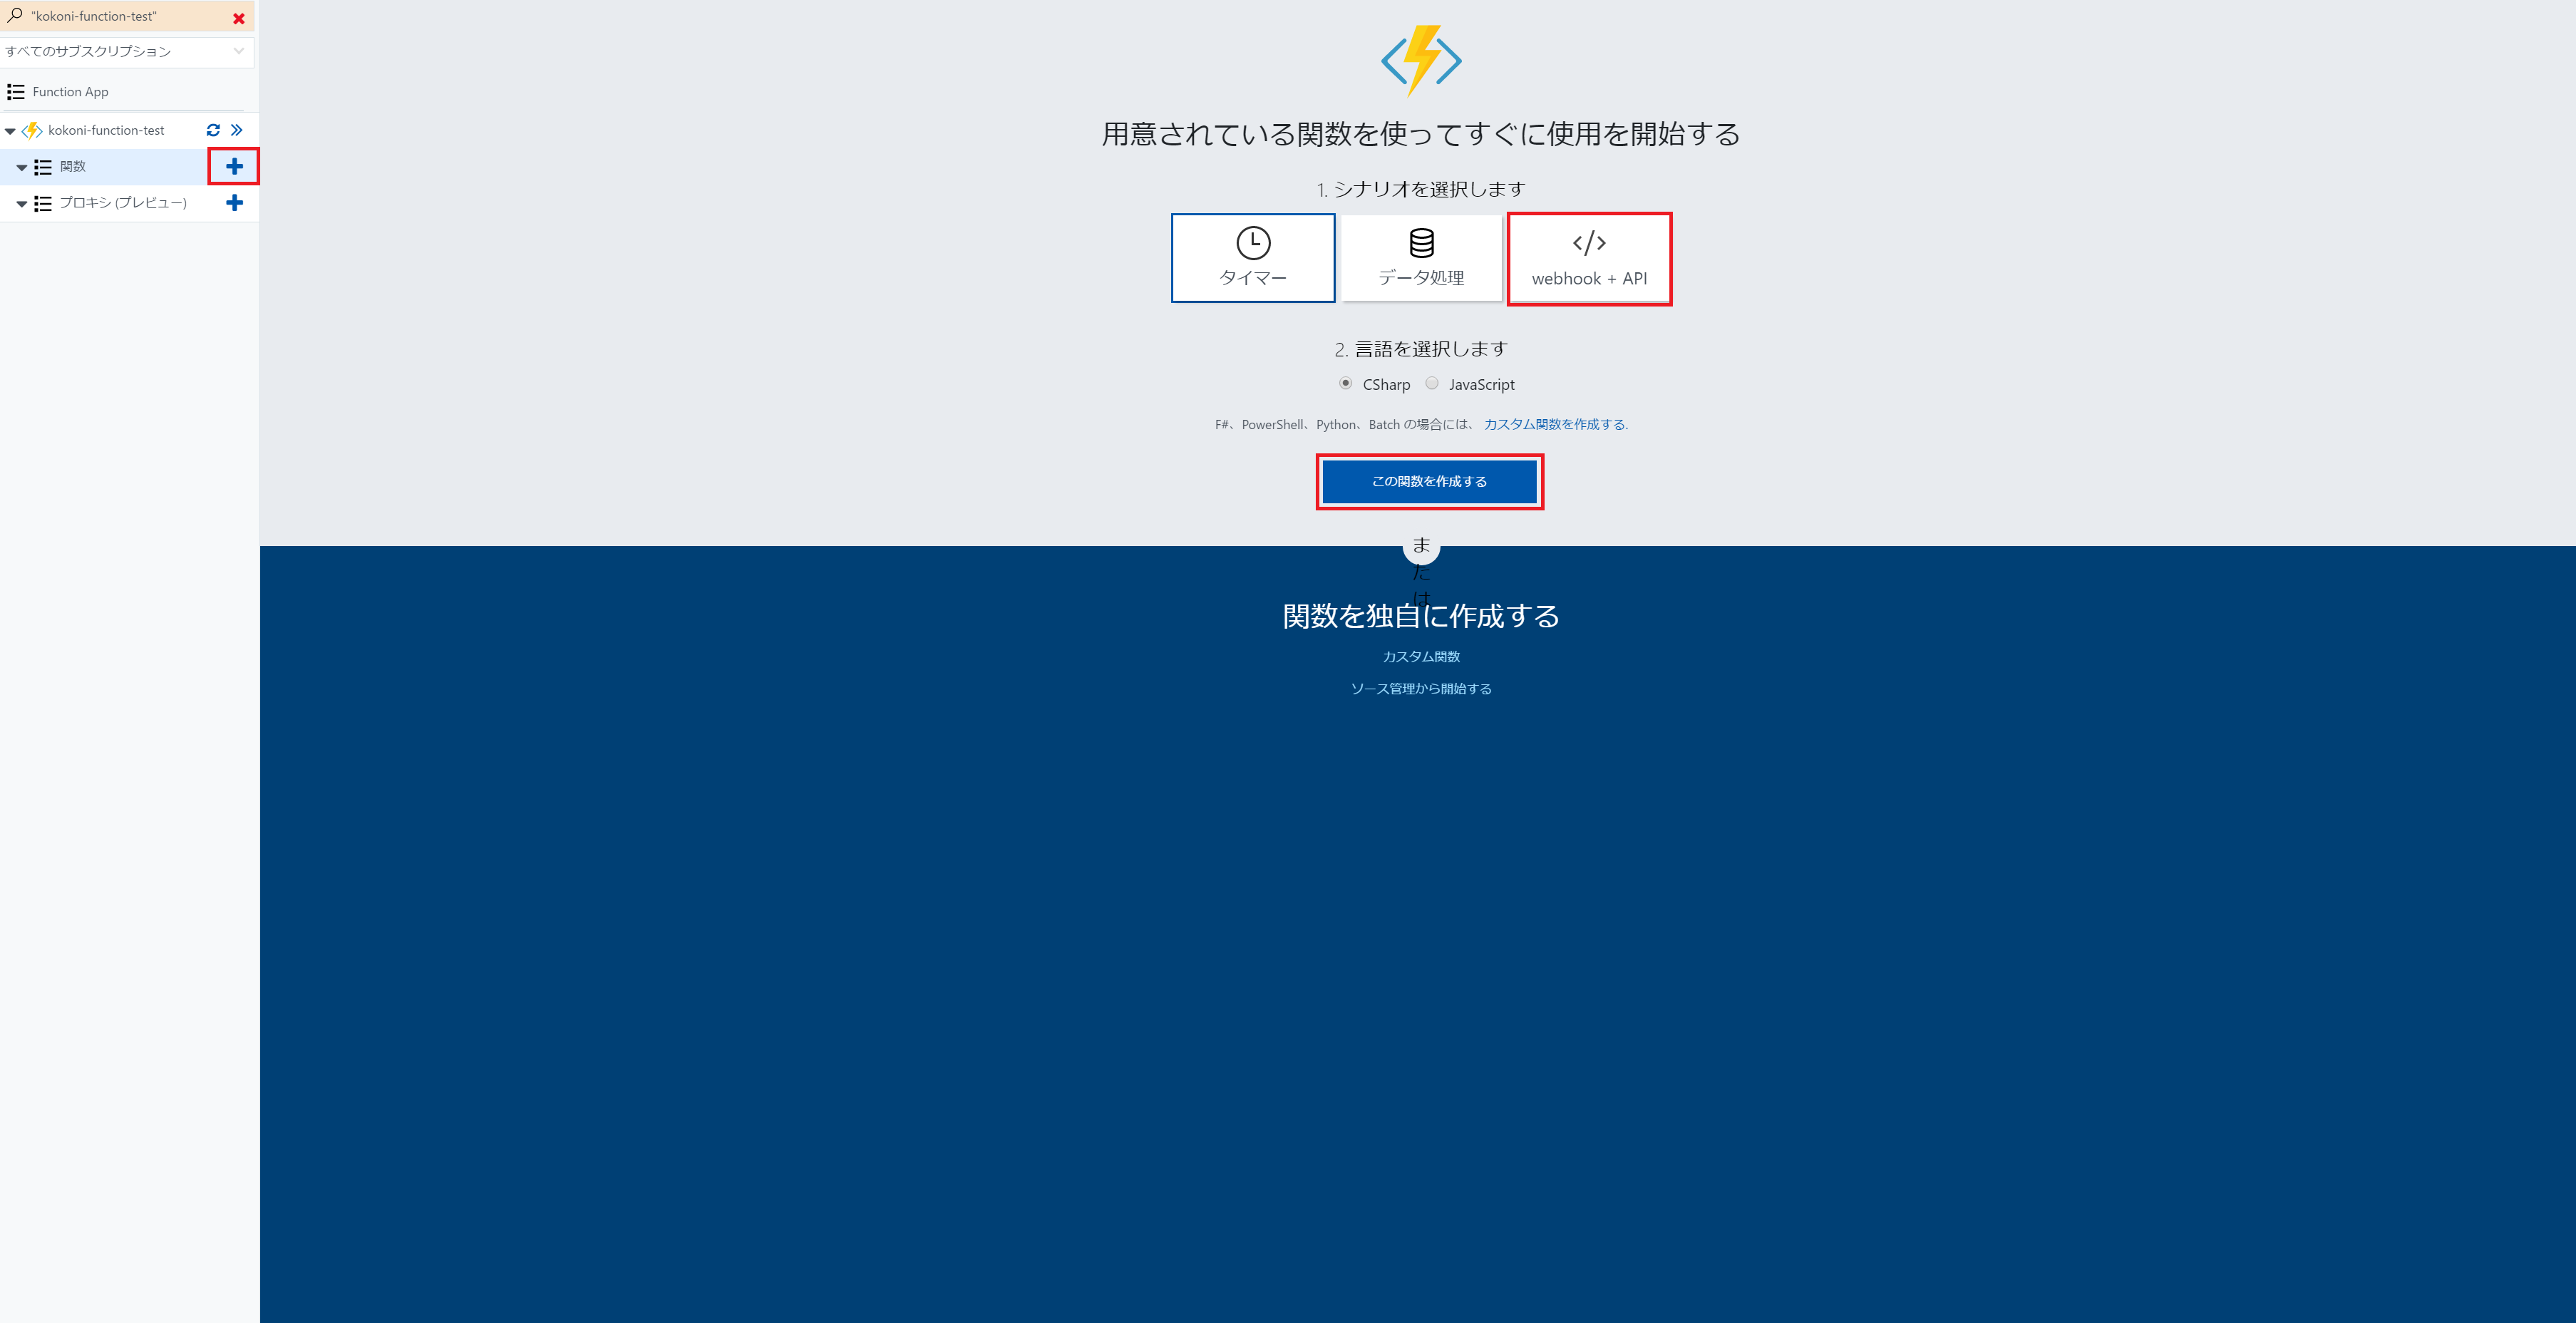 "kokoni-function-test"
すべてのサブスクリプション
Function App
kokoni-function-test
関数
プロキシ (プレビュー)
用意されている関数を使ってすぐに使用を開始する
1. シナリオを選択します
タイマー
データ処理
webhook + API
2. 言語を選択します
CSharp
JavaScript
F#、PowerShell、Python、Batch の場合には、 カスタム関数を作成する.
この関数を作成する
ま
た
は
関数を独自に作成する
カスタム関数
ソース管理から開始する